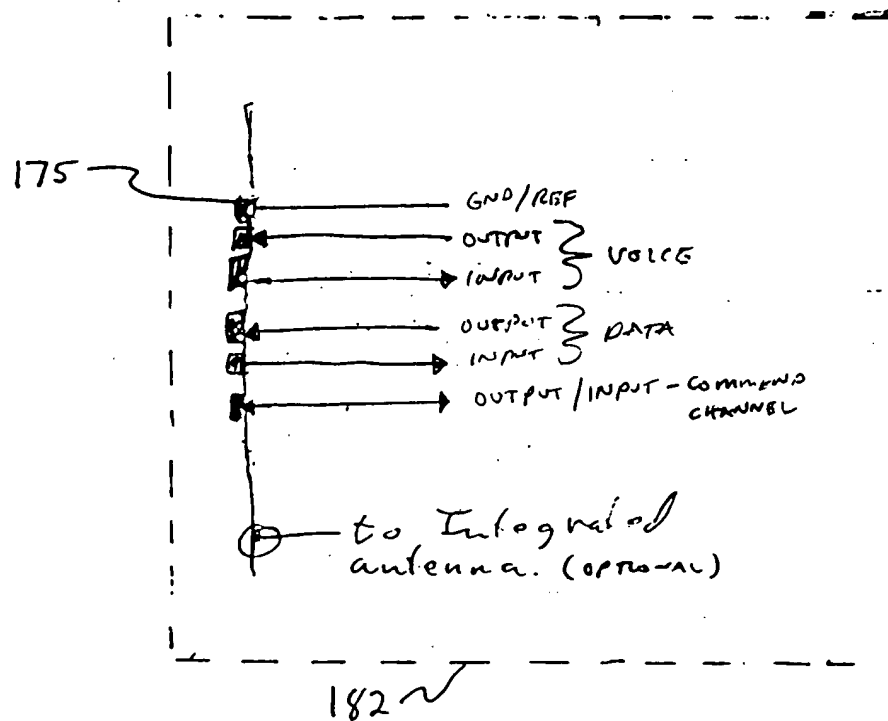 175
GND/REF
OUTPUT
VOICE
INPUT
OUTPUT
DATA
INPUT
OUTPUT/INPUT - COMMAND
CHANNEL
to Integrated
antenna. (OPTIONAL)
182